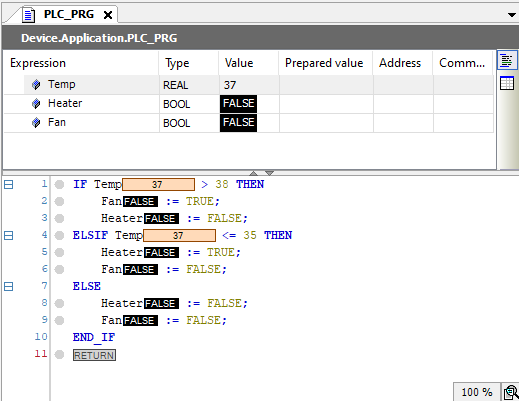 PLC_PRG
Device.Application.PLC_PRG
Expression Type Value Prepared value Address Comm...
Temp REAL 37
Heater BOOL FALSE
Fan BOOL FALSE
1 IF Temp 37 > 38 THEN
2 Fan FALSE := TRUE;
3 Heater FALSE := FALSE;
4 ELSIF Temp 37 <= 35 THEN
5 Heater FALSE := TRUE;
6 Fan FALSE := FALSE;
7 ELSE
8 Heater FALSE := FALSE;
9 Fan FALSE := FALSE;
10 END_IF
11 RETURN
100 %